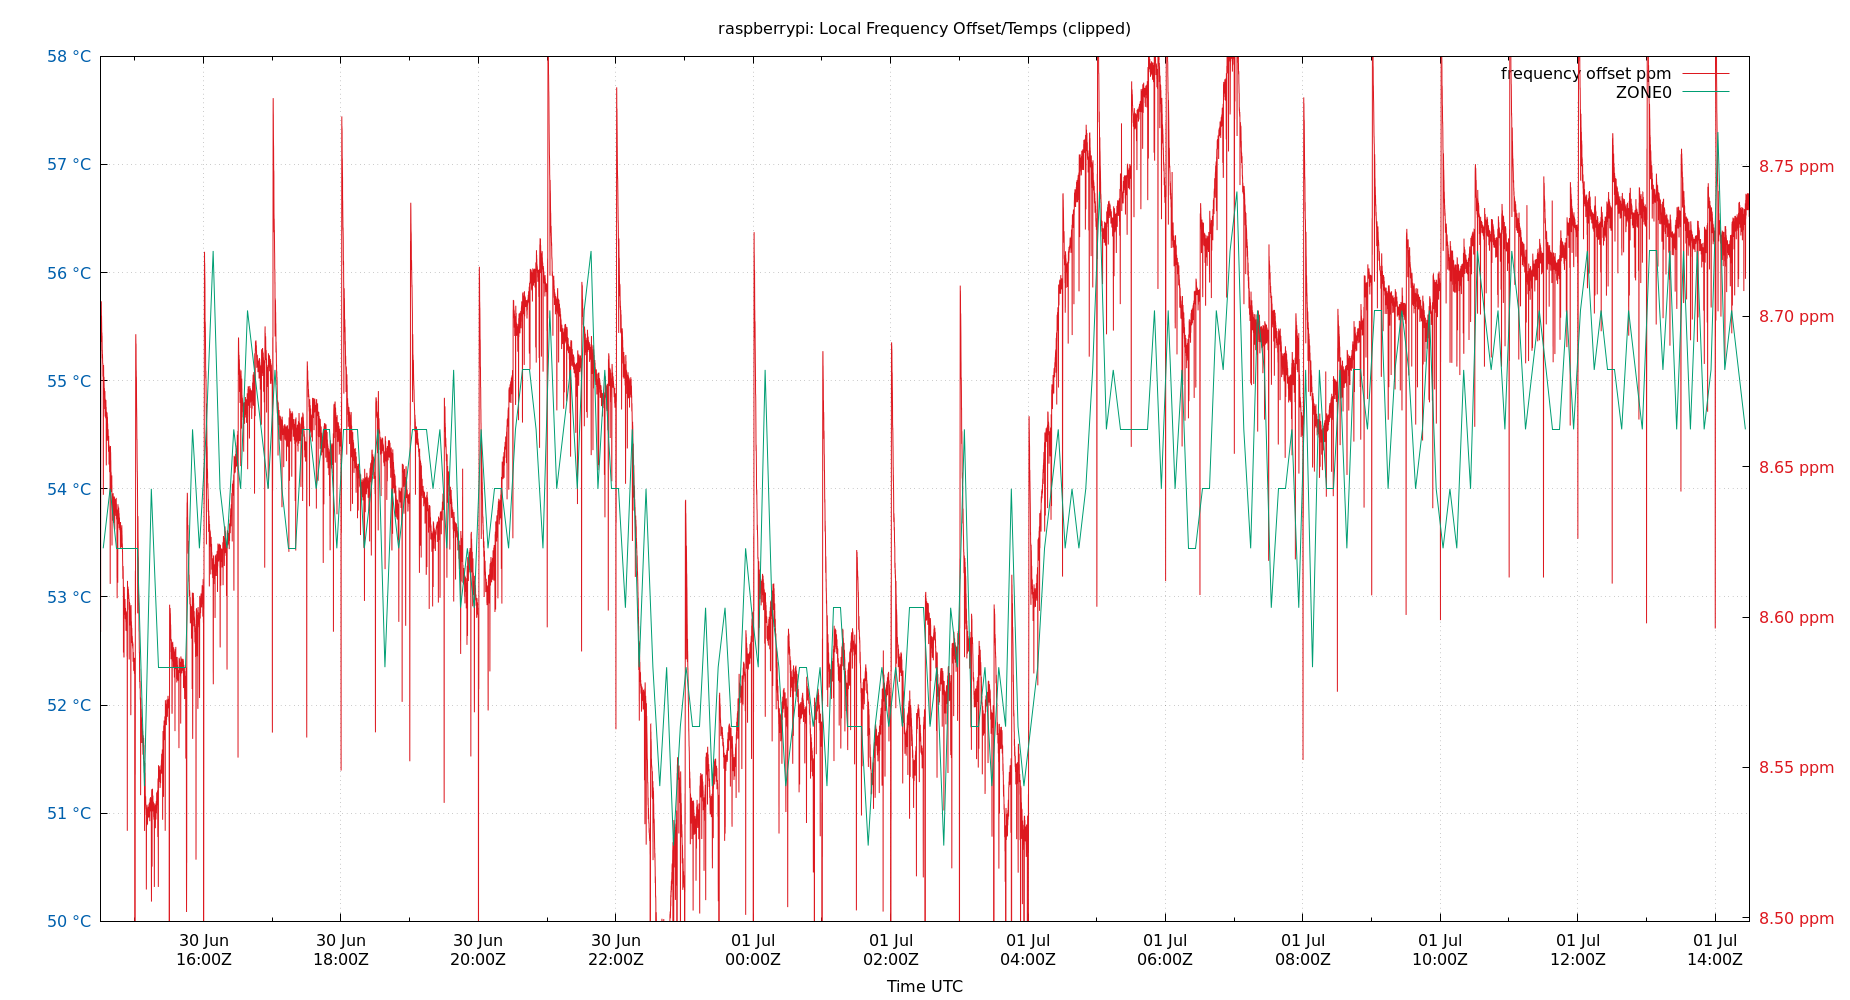 raspberrypi: Local Frequency Offset/Temps (clipped)
58 °C
57 °C
56 °C
55 °C
54 °C
53 °C
52 °C
51 °C
50 °C
frequency offset ppm
ZONE0
8.75 ppm
8.70 ppm
8.65 ppm
8.60 ppm
8.55 ppm
8.50 ppm
30 Jun 30 Jun 30 Jun 30 Jun 01 Jul 01 Jul 01 Jul 01 Jul 01 Jul 01 Jul 01 Jul 01 Jul
16:00Z 18:00Z 20:00Z 22:00Z 00:00Z 02:00Z 04:00Z 06:00Z 08:00Z 10:00Z 12:00Z 14:00Z
Time UTC